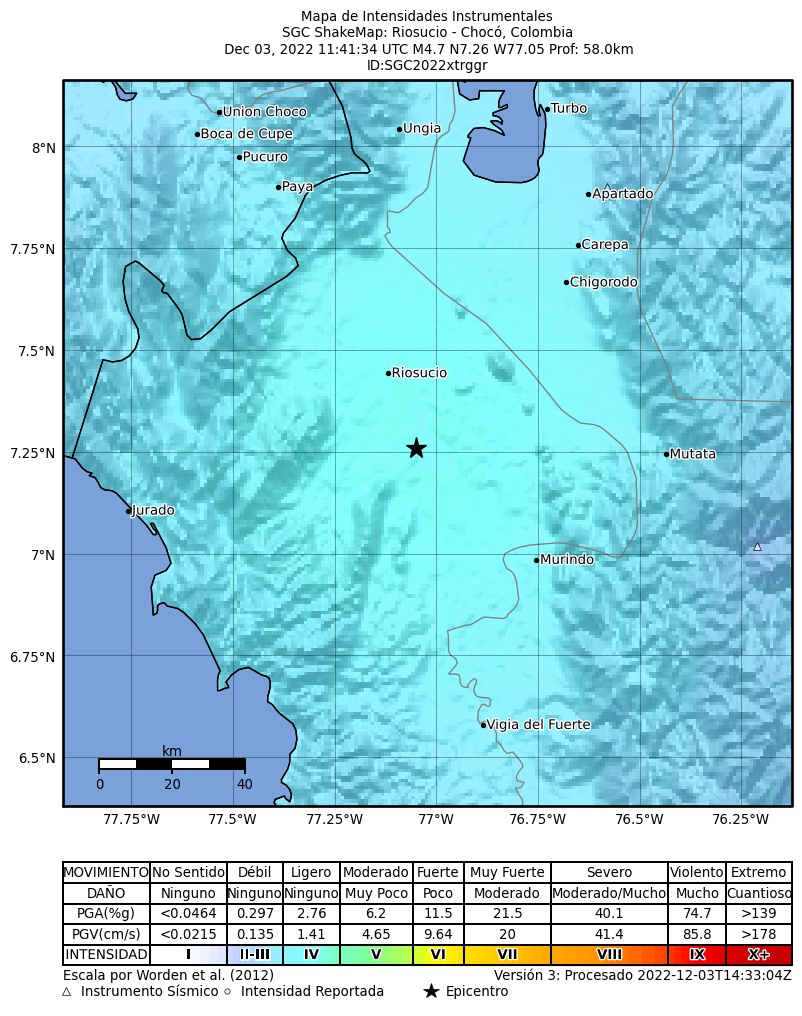 Mapa de Intensidades Instrumentales
SGC ShakeMap: Riosucio - Chocó, Colombia
Dec 03, 2022 11:41:34 UTC M4.7 N7.26 W77.05 Prof: 58.0km
ID:SGC2022xtrggr
Union Choco
Turbo
Boca de Cupe
Ungia
8°N
Pucuro
Paya
Apartado
Carepa
7.75°N
Chigorodo
7.5°N
Riosucio
7.25°N
Mutata
Jurado
7°N
Murindo
6.75°N
Vigia del Fuerte
km
6.5°N
0 20 40
77.75°W 77.5°W 77.25°W 77°W 76.75°W 76.5°W 76.25°W
MOVIMIENTO No Sentido Débil Ligero Moderado Fuerte Muy Fuerte Severo Violento Extremo
DAÑO Ninguno Ninguno Ninguno Muy Poco Poco Moderado Moderado/Mucho Mucho Cuantioso
PGA(%g) <0.0464 0.297 2.76 6.2 11.5 21.5 40.1 74.7 >139
PGV(cm/s) <0.0215 0.135 1.41 4.65 9.64 20 41.4 85.8 >178
INTENSIDAD I II-III IV V VI VII VIII IX X+
Escala por Worden et al. (2012) Versión 3: Procesado 2022-12-03T14:33:04Z
Instrumento Sísmico Intensidad Reportada Epicentro